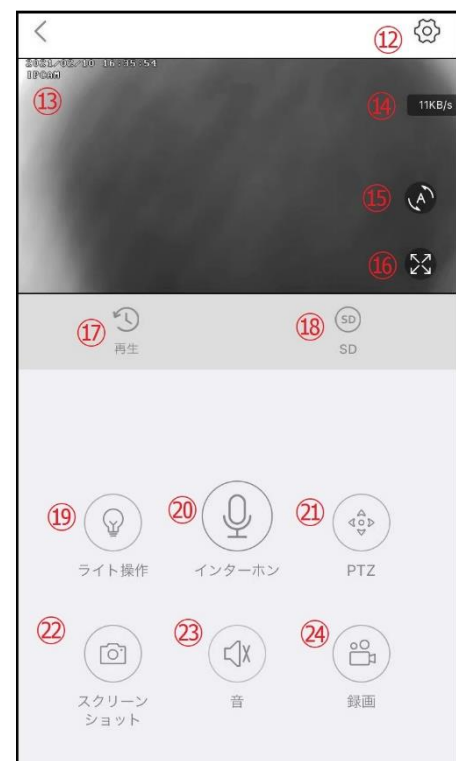 ⑫
2021/02/10 16:35:54
IPCAM
⑬
⑭ 11KB/s
⑮ A
⑯
⑰ 再生
⑱ SD
SD
⑲ ライト操作
⑳ インターホン
㉑ PTZ
㉒ スクリーン
ショット
㉓ 音
㉔ 録画